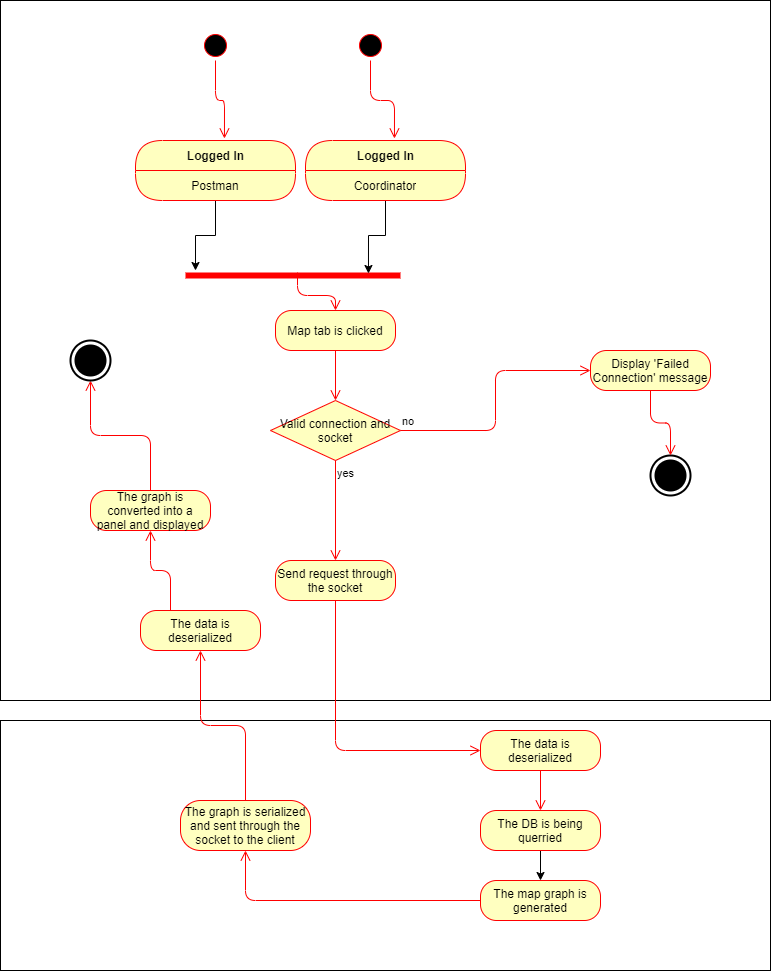 Logged In
Postman
Logged In
Coordinator
Map tab is clicked
Display 'Failed
Connection' message
Valid connection and
socket
no
yes
The graph is
converted into a
panel and displayed
Send request through
the socket
The data is
deserialized
The data is
deserialized
The DB is being
querried
The graph is serialized
and sent through the
socket to the client
The map graph is
generated